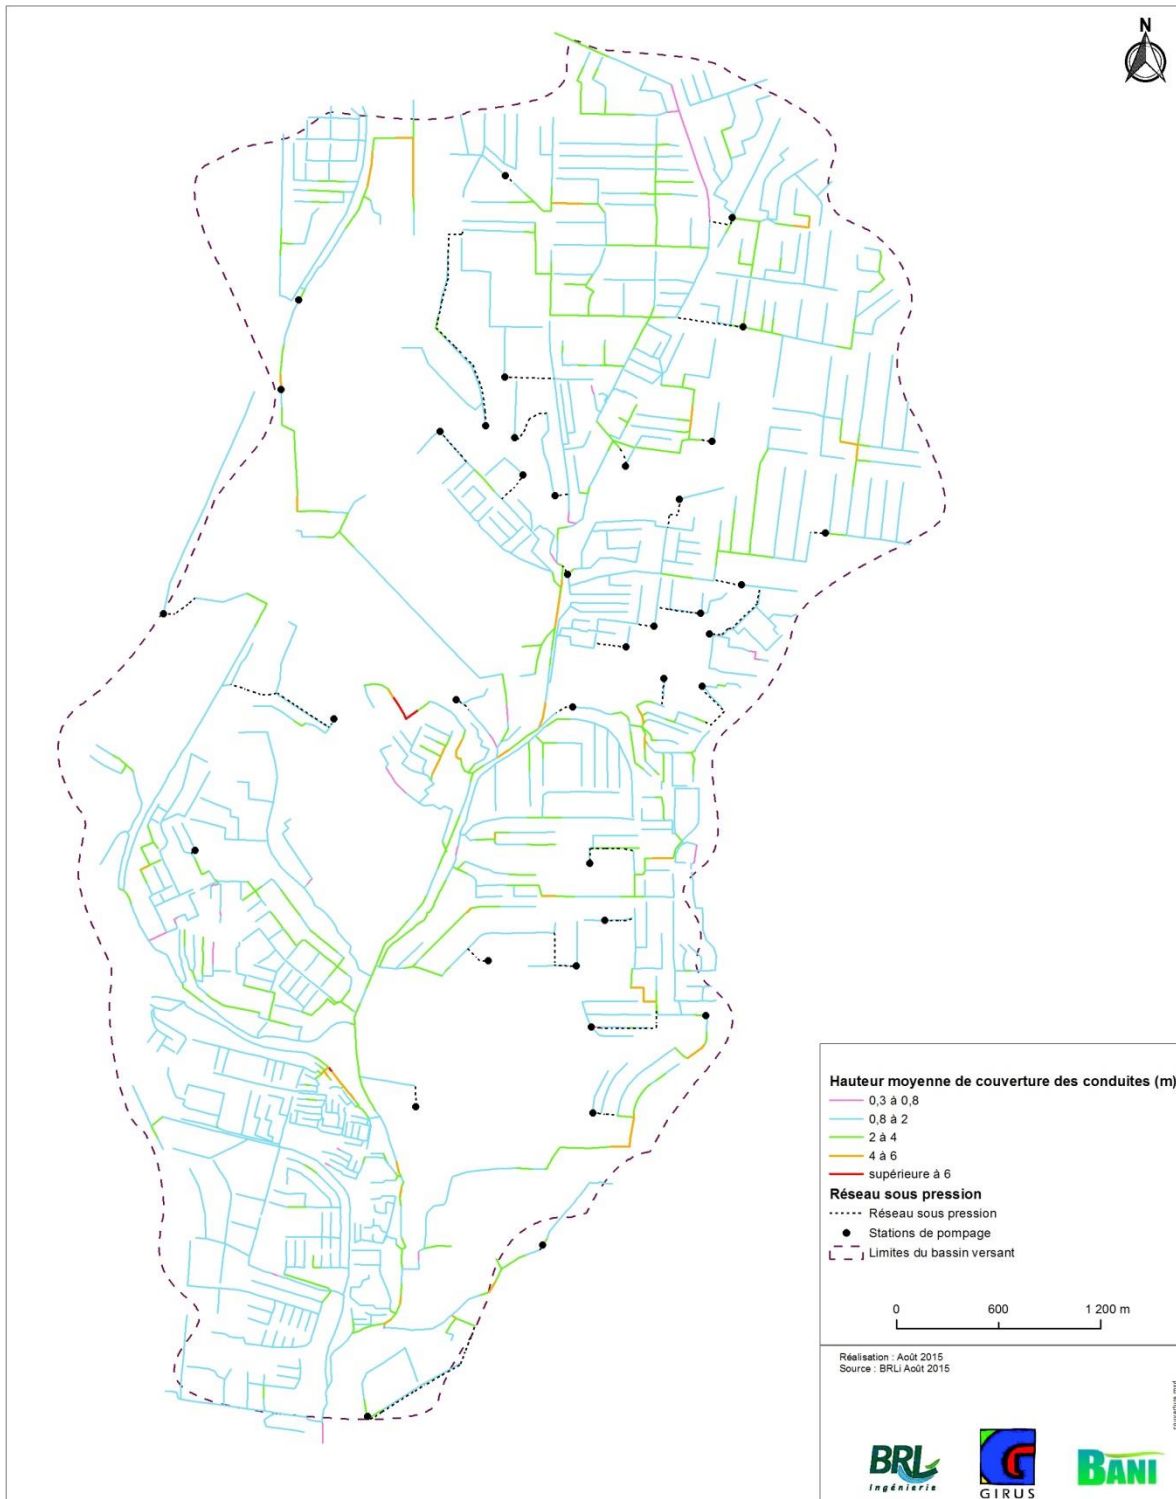 N
Hauteur moyenne de couverture des conduites (m)
0,3 à 0,8
0,8 à 2
2 à 4
4 à 6
supérieure à 6
Réseau sous pression
Réseau sous pression
Stations de pompage
Limites du bassin versant
0 600 1 200 m
Réalisation : Août 2015
Source : BRLi Août 2015
BRL
Ingénierie
GIRUS
BANI